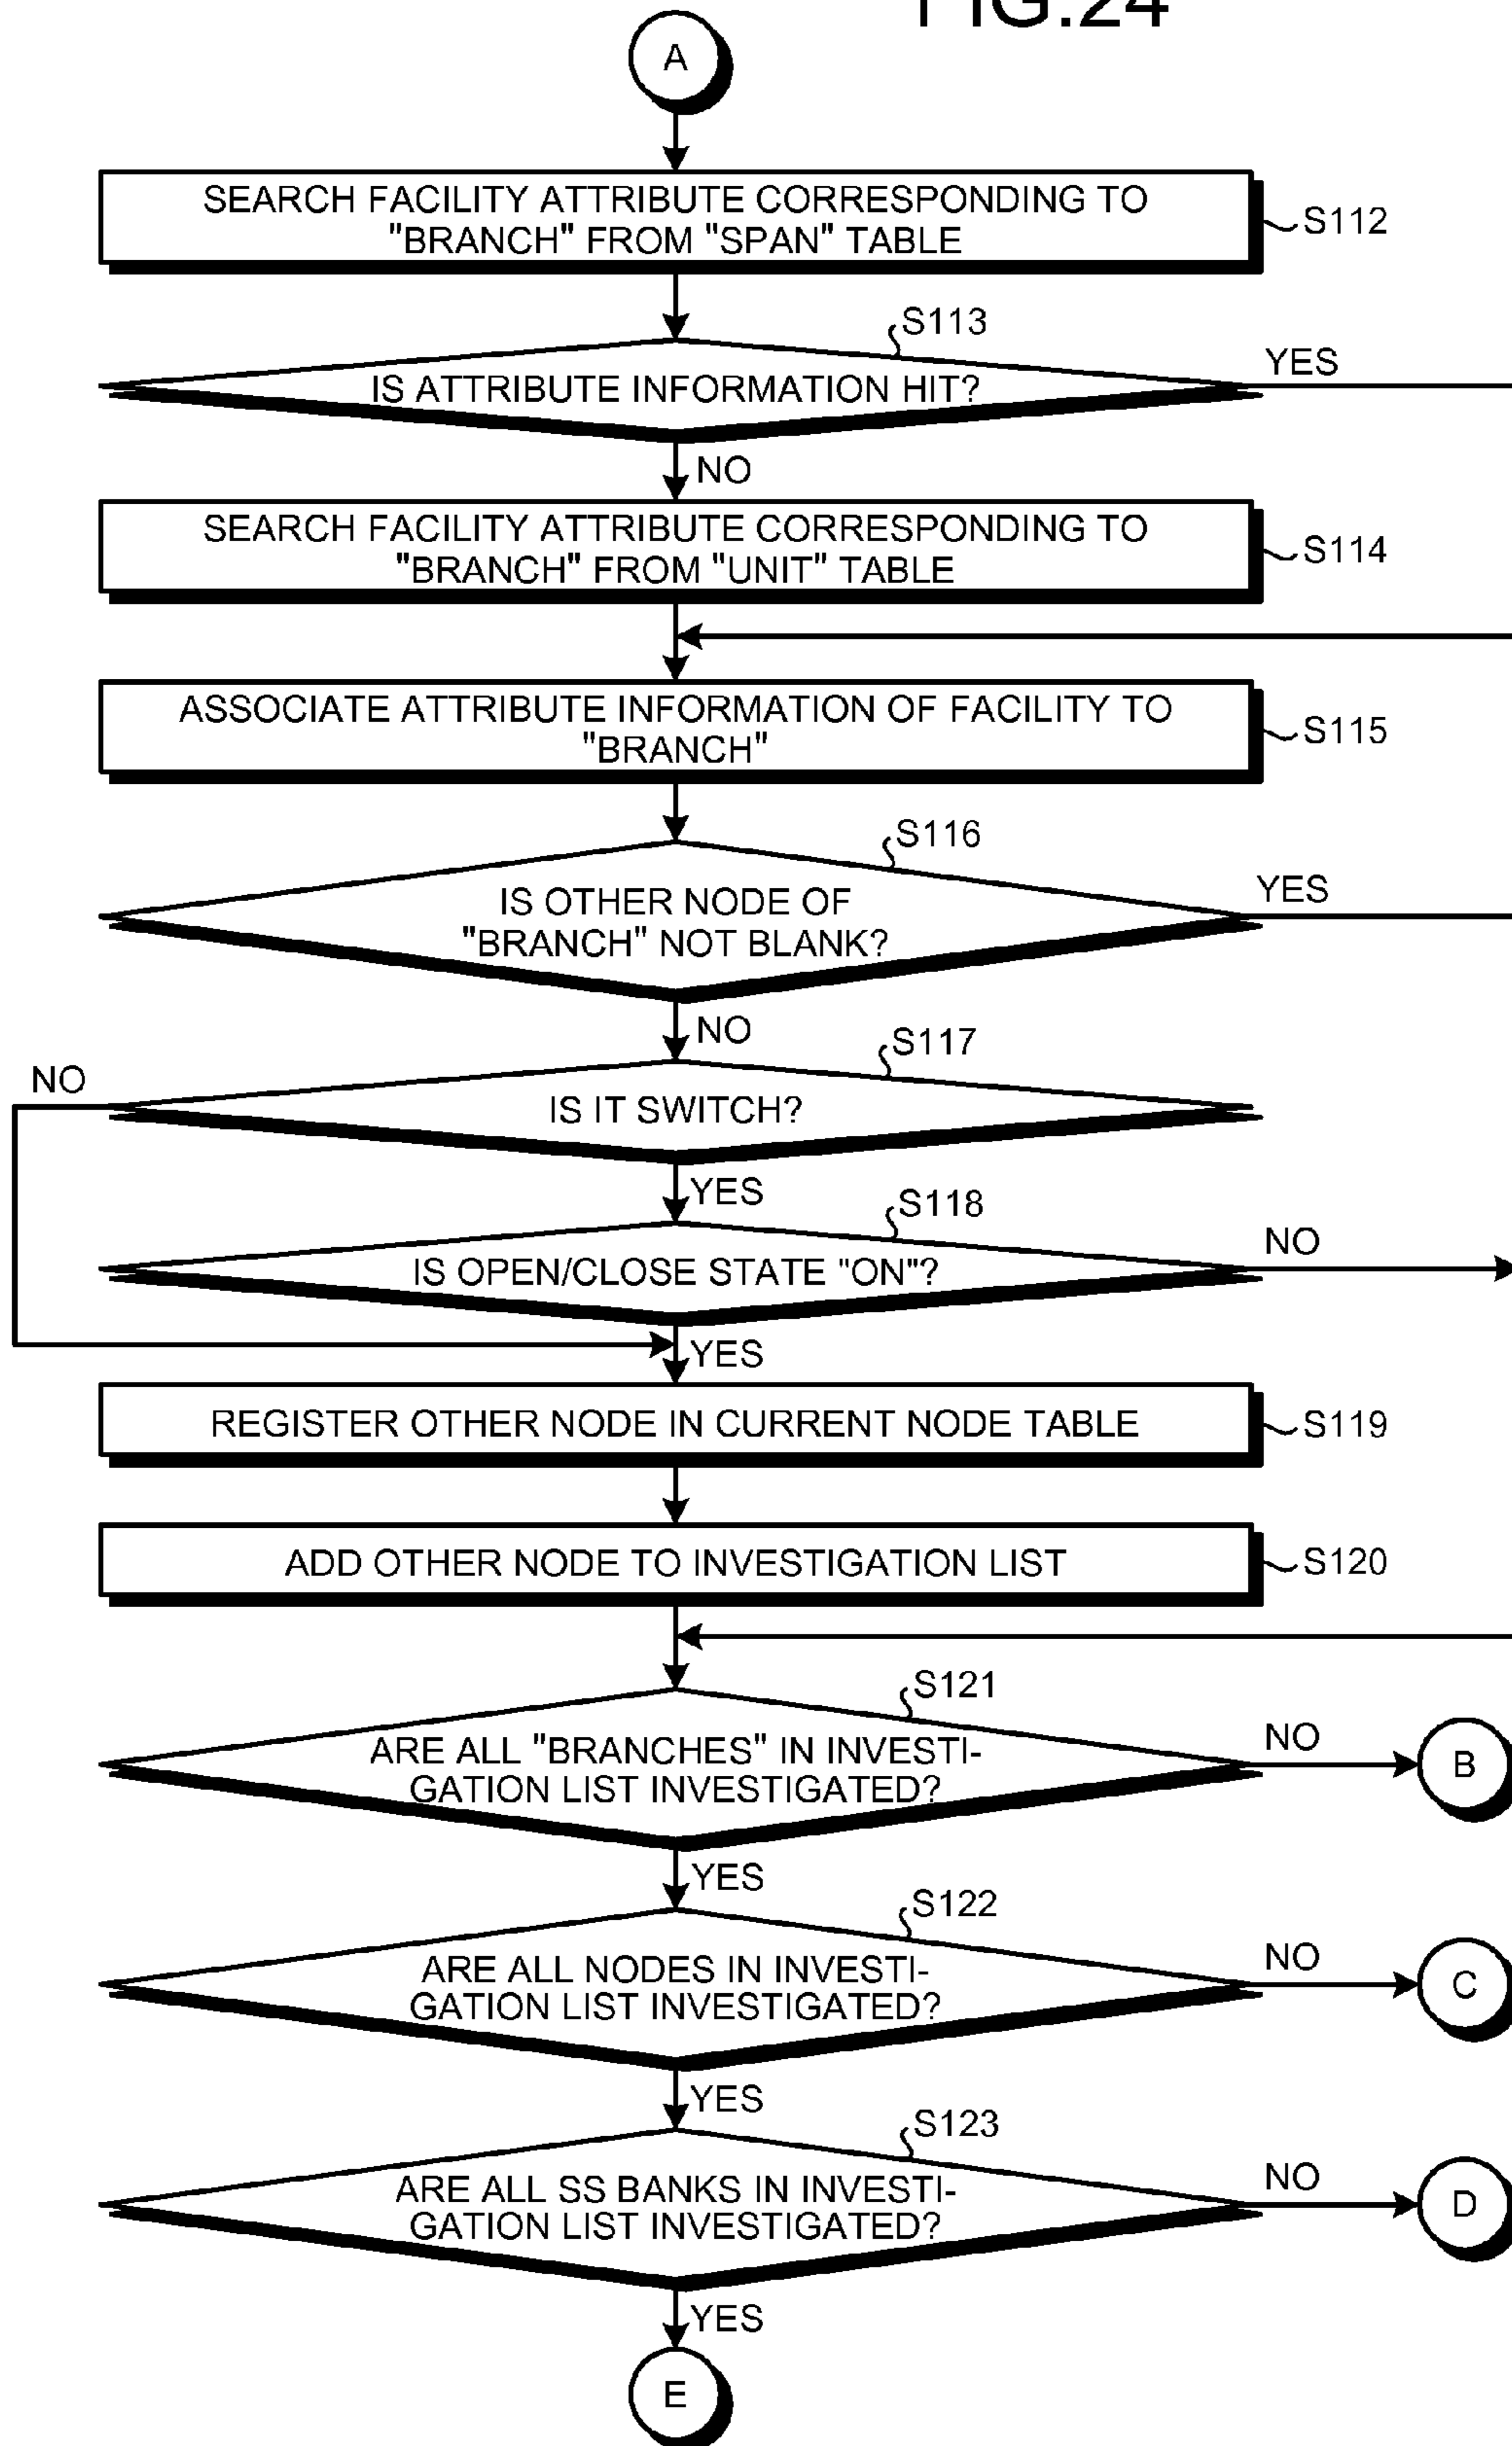 FIG.24
A
SEARCH FACILITY ATTRIBUTE CORRESPONDING TO
"BRANCH" FROM "SPAN" TABLE
S112
S113
IS ATTRIBUTE INFORMATION HIT?
YES
NO
SEARCH FACILITY ATTRIBUTE CORRESPONDING TO
"BRANCH" FROM "UNIT" TABLE
S114
ASSOCIATE ATTRIBUTE INFORMATION OF FACILITY TO
"BRANCH"
S115
S116
IS OTHER NODE OF
"BRANCH" NOT BLANK?
YES
NO
S117
NO
IS IT SWITCH?
YES
S118
IS OPEN/CLOSE STATE "ON"?
NO
YES
REGISTER OTHER NODE IN CURRENT NODE TABLE
S119
ADD OTHER NODE TO INVESTIGATION LIST
S120
S121
ARE ALL "BRANCHES" IN INVESTI-
GATION LIST INVESTIGATED?
NO
B
YES
S122
ARE ALL NODES IN INVESTI-
GATION LIST INVESTIGATED?
NO
C
YES
S123
ARE ALL SS BANKS IN INVESTI-
GATION LIST INVESTIGATED?
NO
D
YES
E